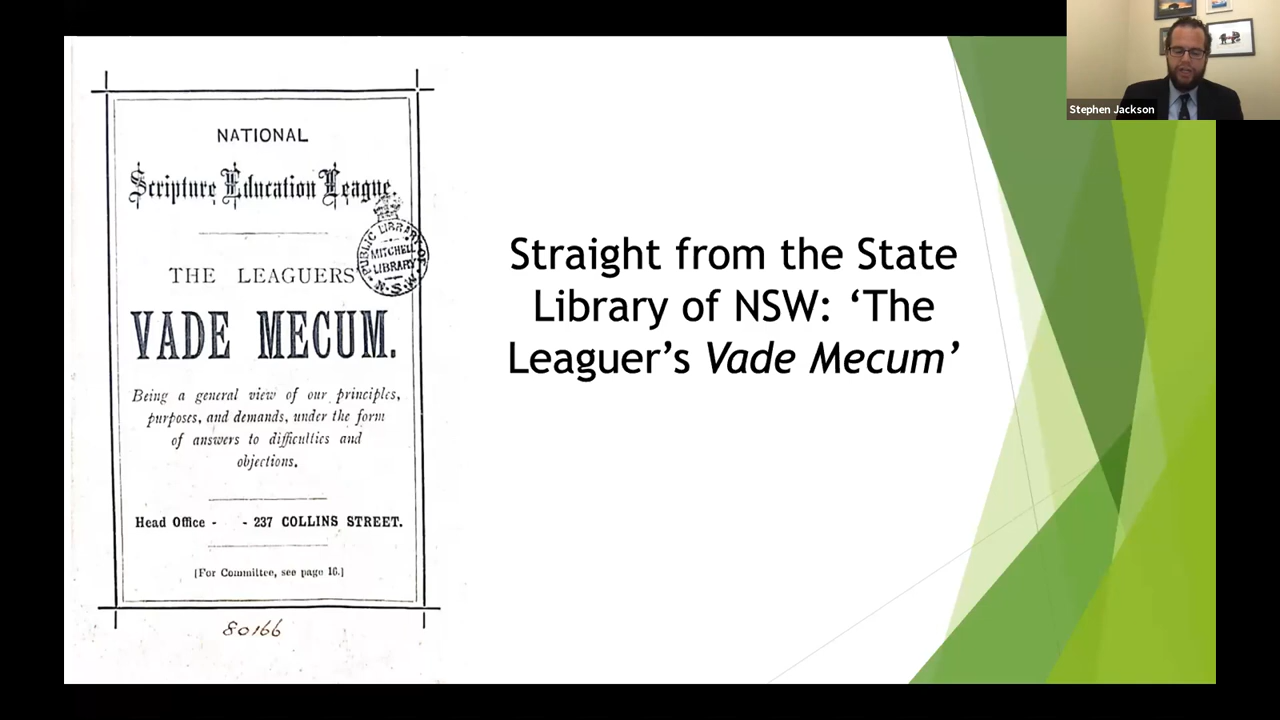 NATIONAL
Scripture Education League.
THE LEAGUERS
VADE MECUM.
Being a general view of our principles,
purposes, and demands, under the form
of answers to difficulties and
objections.
Head Office - - 237 COLLINS STREET.
[For Committee, see page 16.]
80166
PUBLIC LIBRARY OF
MITCHELL
LIBRARY
N.S.W
Straight from the State
Library of NSW: ‘The
Leaguer’s Vade Mecum’
Stephen Jackson